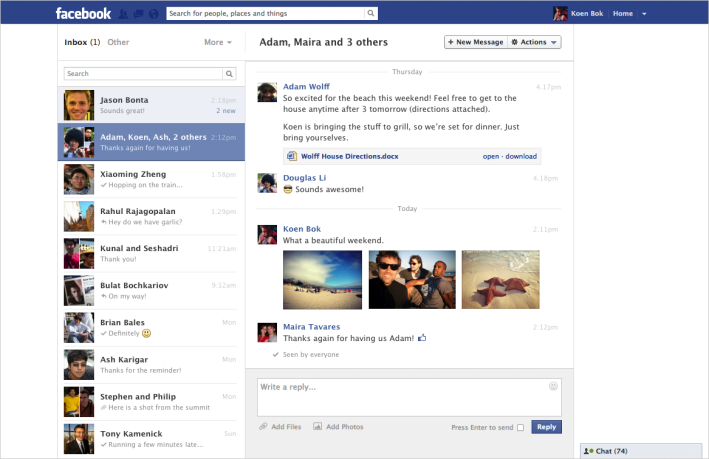 facebook
Search for people, places and things
Koen Bok
Home
Inbox (1)
Other
More
Adam, Maira and 3 others
+ New Message
Actions
Search
Jason Bonta
2:18pm
Sounds great!
2 new
Adam, Koen, Ash, 2 others
2:12pm
Thanks again for having us!
Xiaoming Zheng
1:58pm
Hopping on the train...
Rahul Rajagopalan
1:29pm
Hey do we have garlic?
Kunal and Seshadri
11:21am
Thank you!
Bulat Bochkariov
9:12am
On my way!
Brian Bales
Mon
Definitely
Ash Karigar
Mon
Thanks for the reminder!
Stephen and Philip
Mon
Here is a shot from the summit
Tony Kamenick
Sun
Running a few minutes late...
Thursday
Adam Wolff
4.17pm
So excited for the beach this weekend! Feel free to get to the
house anytime after 3 tomorrow (directions attached).
Koen is bringing the stuff to grill, so we're set for dinner. Just
bring yourselves.
Wolff House Directions.docx
open · download
Douglas Li
4.18pm
Sounds awesome!
Today
Koen Bok
2:11pm
What a beautiful weekend.
Maira Tavares
2:12pm
Thanks again for having us Adam!
Seen by everyone
Write a reply...
Add Files
Add Photos
Press Enter to send
Reply
Chat (74)